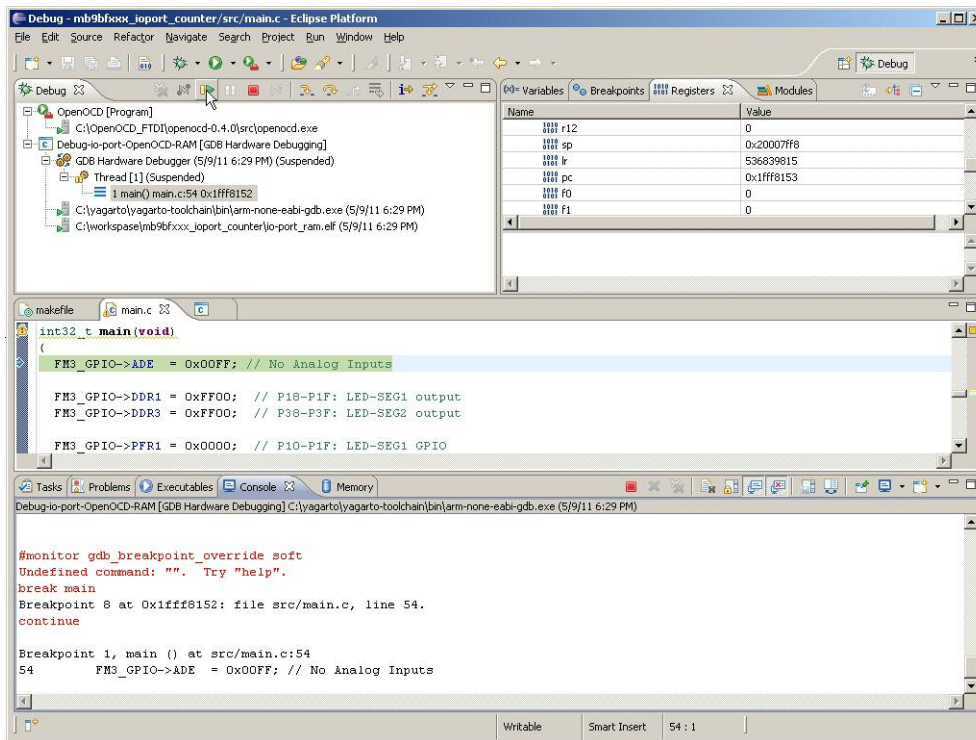 Debug - mb9bfxxx_ioport_counter/src/main.c - Eclipse Platform
File Edit Source Refactor Navigate Search Project Run Window Help
Debug
Debug
OpenOCD [Program]
C:\OpenOCD_FTDI\openocd-0.4.0\src\openocd.exe
Debug-io-port-OpenOCD-RAM [GDB Hardware Debugging]
GDB Hardware Debugger (5/9/11 6:29 PM) (Suspended)
Thread [1] (Suspended)
1 main() main.c:54 0x1fff8152
C:\yagarto\yagarto-toolchain\bin\arm-none-eabi-gdb.exe (5/9/11 6:29 PM)
C:\workspase\mb9bfxxx_ioport_counter\io-port_ram.elf (5/9/11 6:29 PM)
(x)= Variables Breakpoints Registers Modules
Name Value
r12 0
sp 0x20007ff8
lr 536839815
pc 0x1fff8153
f0 0
f1 0
makefile main.c
int32_t main(void)
{
FM3_GPIO->ADE = 0x00FF; // No Analog Inputs
FM3_GPIO->DDR1 = 0xFF00; // P18-P1F: LED-SEG1 output
FM3_GPIO->DDR3 = 0xFF00; // P38-P3F: LED-SEG2 output
FM3_GPIO->PFR1 = 0x0000; // P10-P1F: LED-SEG1 GPIO
Tasks Problems Executables Console Memory
Debug-io-port-OpenOCD-RAM [GDB Hardware Debugging] C:\yagarto\yagarto-toolchain\bin\arm-none-eabi-gdb.exe (5/9/11 6:29 PM)
#monitor gdb_breakpoint_override soft
Undefined command: "". Try "help".
break main
Breakpoint 8 at 0x1fff8152: file src/main.c, line 54.
continue
Breakpoint 1, main () at src/main.c:54
54 FM3_GPIO->ADE = 0x00FF; // No Analog Inputs
Writable Smart Insert 54 : 1